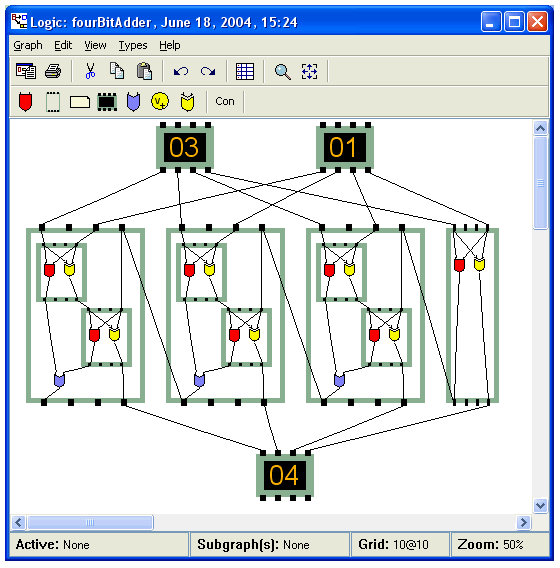 Logic: fourBitAdder, June 18, 2004, 15:24
Graph Edit View Types Help
V+ Con
03 01
04
Active: None Subgraph(s): None Grid: 10@10 Zoom: 50%